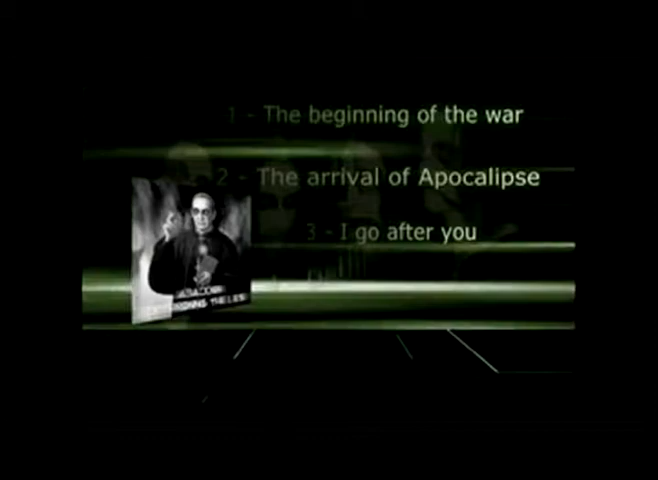 1 - The beginning of the war
2 - The arrival of Apocalipse
3 - I go after you